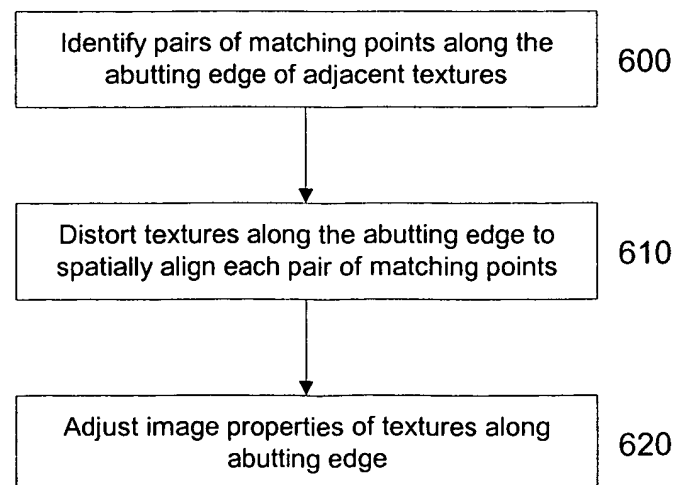 Identify pairs of matching points along the
abutting edge of adjacent textures
600
Distort textures along the abutting edge to
spatially align each pair of matching points
610
Adjust image properties of textures along
abutting edge
620